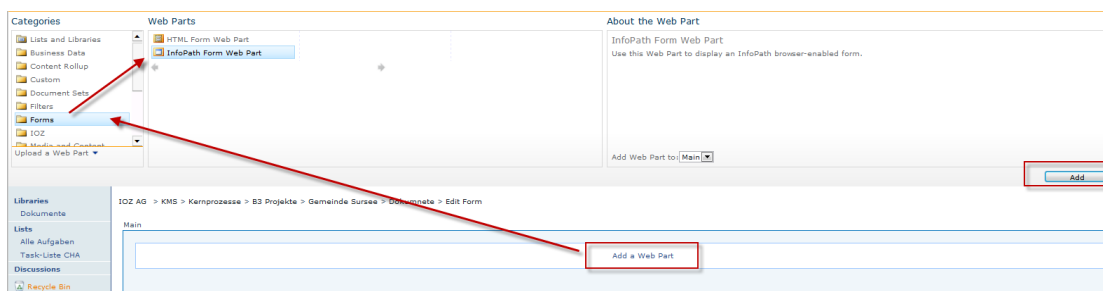 Categories
Web Parts
About the Web Part
Lists and Libraries
Business Data
Content Rollup
Custom
Document Sets
Filters
Forms
IOZ
Media and Content
Upload a Web Part
HTML Form Web Part
InfoPath Form Web Part
InfoPath Form Web Part
Use this Web Part to display an InfoPath browser-enabled form.
Add Web Part to: Main
Add
Libraries
Dokumente
Lists
Alle Aufgaben
Task-Liste CHA
Discussions
Recycle Bin
IOZ AG > KMS > Kernprozesse > B3 Projekte > Gemeinde Sursee > Dokumnete > Edit Form
Main
Add a Web Part